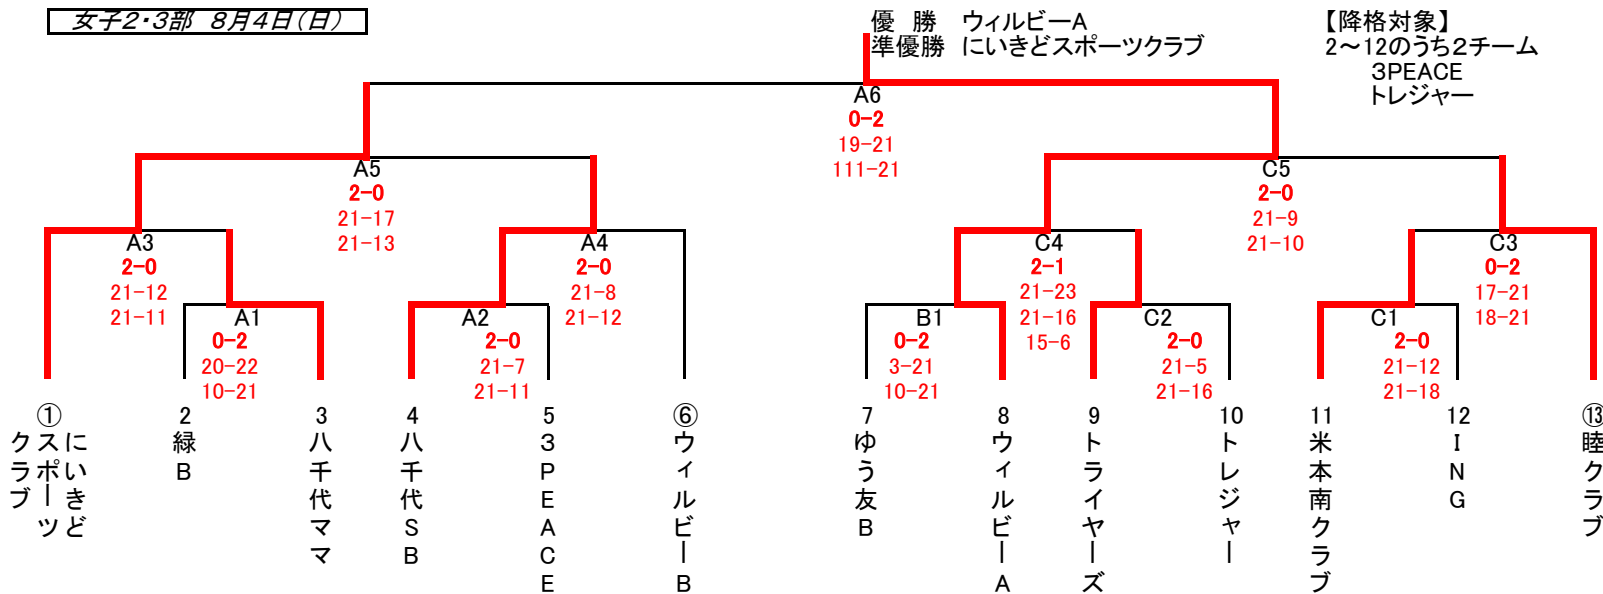 女子2・3部　8月4日（日）
優　勝　ウィルビーA
準優勝　にいきどスポーツクラブ
【降格対象】
2～12のうち2チーム
3PEACE
トレジャー
A6
0-2
19-21
111-21
A5
2-0
21-17
21-13
C5
2-0
21-9
21-10
A3
2-0
21-12
21-11
A4
2-0
21-8
21-12
C4
2-1
21-23
21-16
15-6
C3
0-2
17-21
18-21
A1
0-2
20-22
10-21
A2
2-0
21-7
21-11
B1
0-2
3-21
10-21
C2
2-0
21-5
21-16
C1
2-0
21-12
21-18
①
にいきど
スポーツ
クラブ
2
緑B
3
八千代ママ
4
八千代SB
5
3PEACE
⑥
ウィルビーB
7
ゆう友B
8
ウィルビーA
9
トライヤーズ
10
トレジャー
11
米本南クラブ
12
ING
⑬
睦クラブ